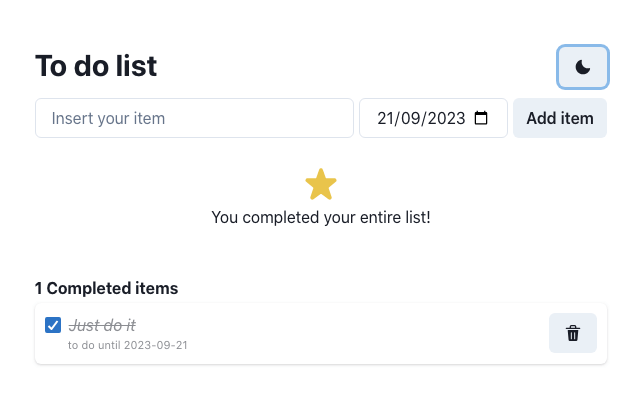 To do list
Insert your item 21/09/2023 Add item
You completed your entire list!
1 Completed items
Just do it
to do until 2023-09-21